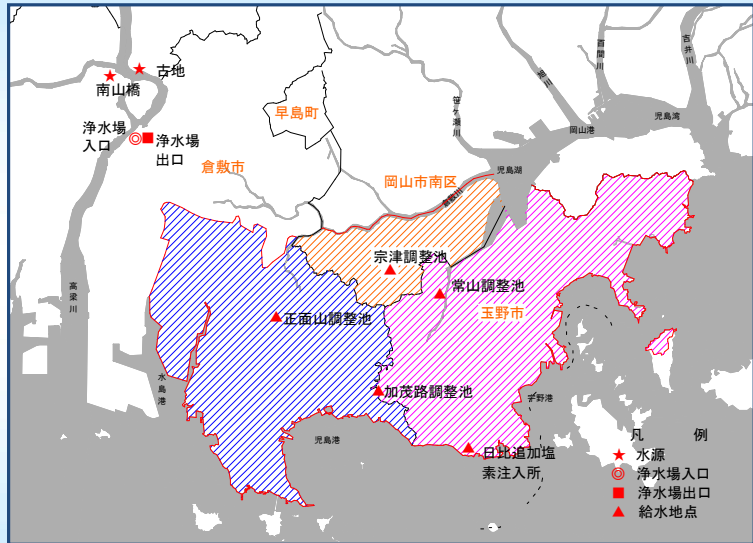 古地
南山橋
浄水場
入口
浄水場
出口
早島町
倉敷市
岡山市南区
倉敷川
笹ヶ瀬川
旭川
百間川
吉井川
児島湾
岡山港
児島湖
宗津調整池
常山調整池
玉野市
正面山調整池
加茂路調整池
高梁川
水島港
児島港
宇野港
日比追加塩
素注入所
凡 例
水源
浄水場入口
浄水場出口
給水地点